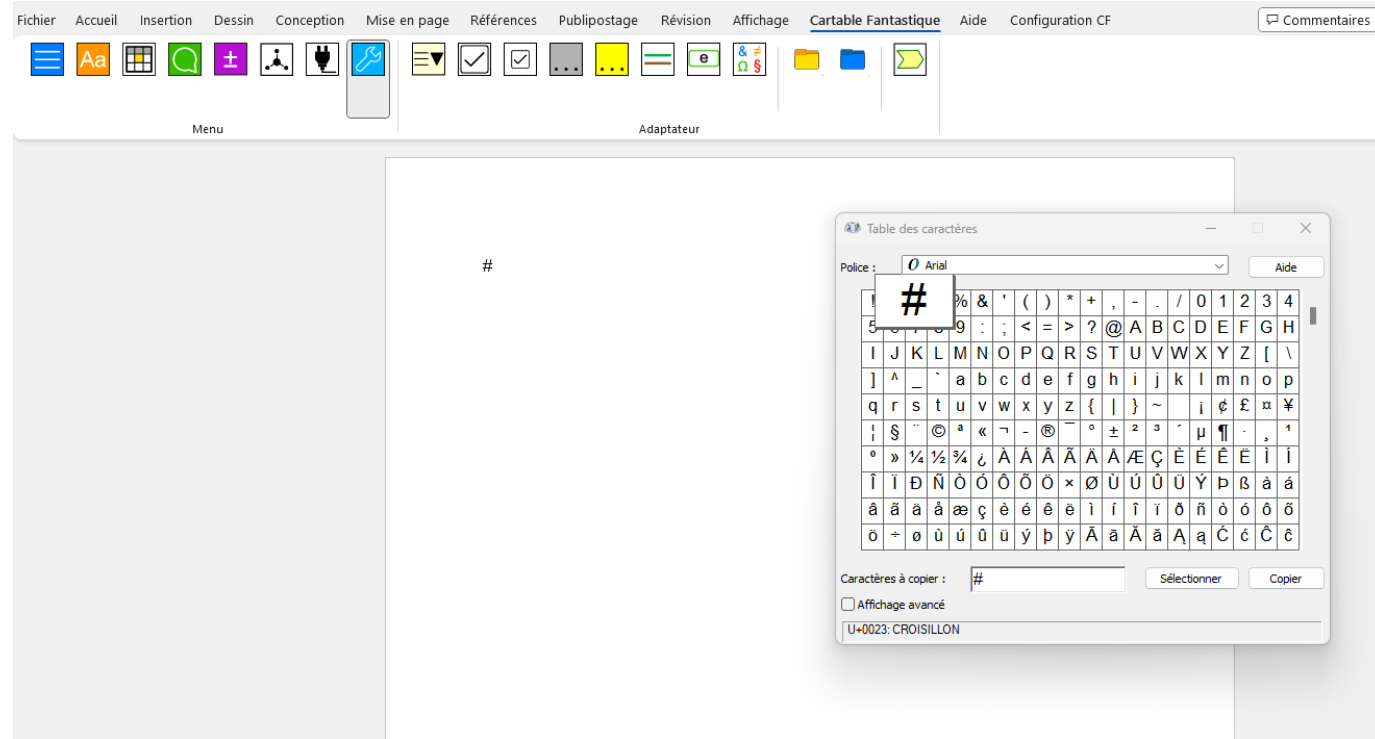 Fichier Accueil Insertion Dessin Conception Mise en page Références Publipostage Révision Affichage Cartable Fantastique Aide Configuration CF Commentaires
Aa ± ... ... e & ≠ Ω §
Menu Adaptateur
Table des caractères
#
Police : O Arial Aide
! # % & ' ( ) * + , - . / 0 1 2 3 4
9 : ; < = > ? @ A B C D E F G H
I J K L M N O P Q R S T U V W X Y Z [ \
] ^ _ ` a b c d e f g h i j k l m n o p
q r s t u v w x y z { | } ~ ¡ ¢ £ ¤ ¥
¦ § ¨ © ª « ¬ - ® ¯ ° ± ² ³ ´ µ ¶ · ¸ ¹
º » ¼ ½ ¾ ¿ À Á Â Ã Ä Å Æ Ç È É Ê Ë Ì Í
Î Ï Ð Ñ Ò Ó Ô Õ Ö × Ø Ù Ú Û Ü Ý Þ ß à á
â ã ä å æ ç è é ê ë ì í î ï ð ñ ò ó ô õ
ö ÷ ø ù ú û ü ý þ ÿ Ā ā Ă ă Ą ą Ć ć Ĉ ĉ
Caractères à copier : # Sélectionner Copier
Affichage avancé
U+0023: CROISILLON